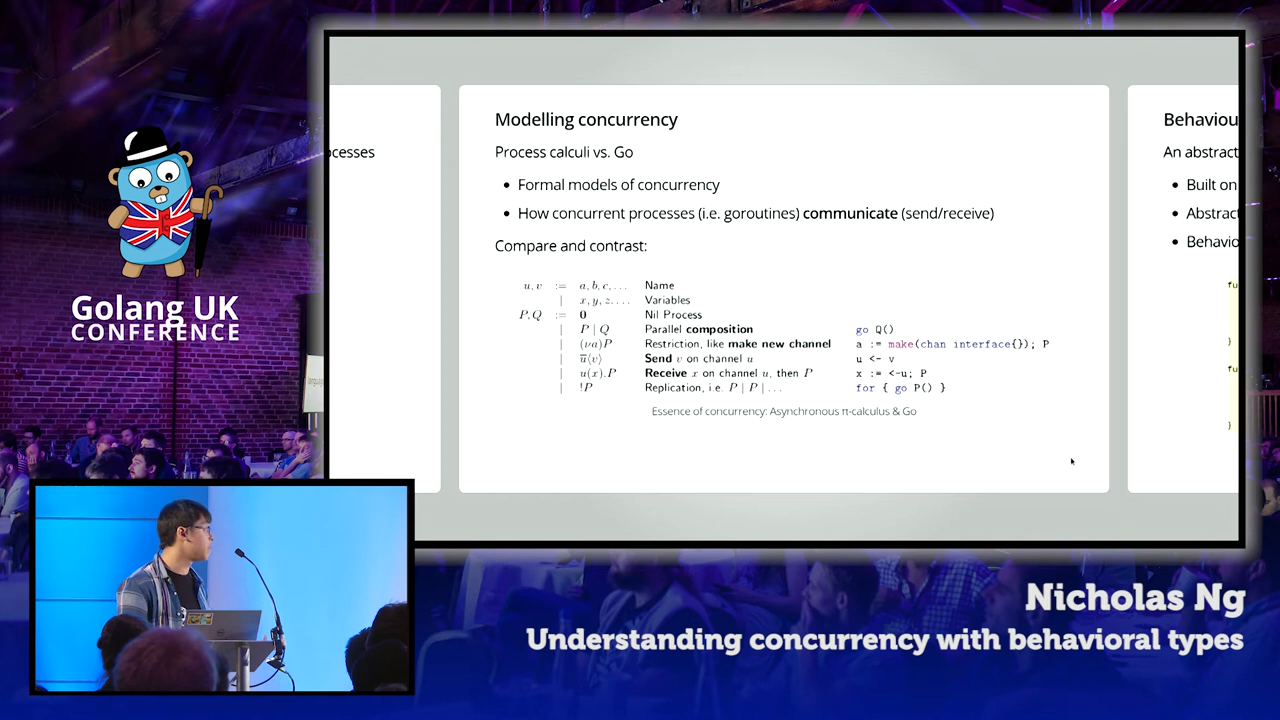 Golang UK
CONFERENCE
Modelling concurrency
Process calculi vs. Go
• Formal models of concurrency
• How concurrent processes (i.e. goroutines) communicate (send/receive)
Compare and contrast:
u, v := a, b, c, . . . Name
| x, y, z. . . . Variables
P, Q := 0 Nil Process
| P | Q Parallel composition go Q()
| (νa)P Restriction, like make new channel a := make(chan interface{}); P
| u̅⟨v⟩ Send v on channel u u <- v
| u(x).P Receive x on channel u, then P x := <-u; P
| !P Replication, i.e. P | P | . . . for { go P() }
Essence of concurrency: Asynchronous π-calculus & Go
ocesses
Behaviou
An abstract
• Built on
• Abstract
• Behavio
fu
}
fu
}
Nicholas Ng
Understanding concurrency with behavioral types